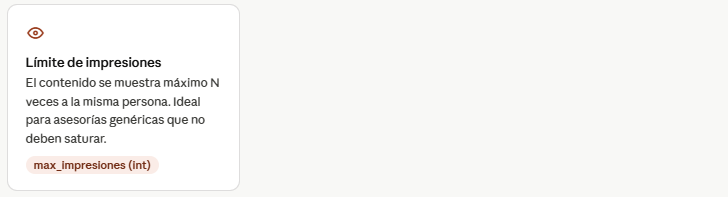 Límite de impresiones
El contenido se muestra máximo N
veces a la misma persona. Ideal
para asesorías genéricas que no
deben saturar.
max_impresiones (int)